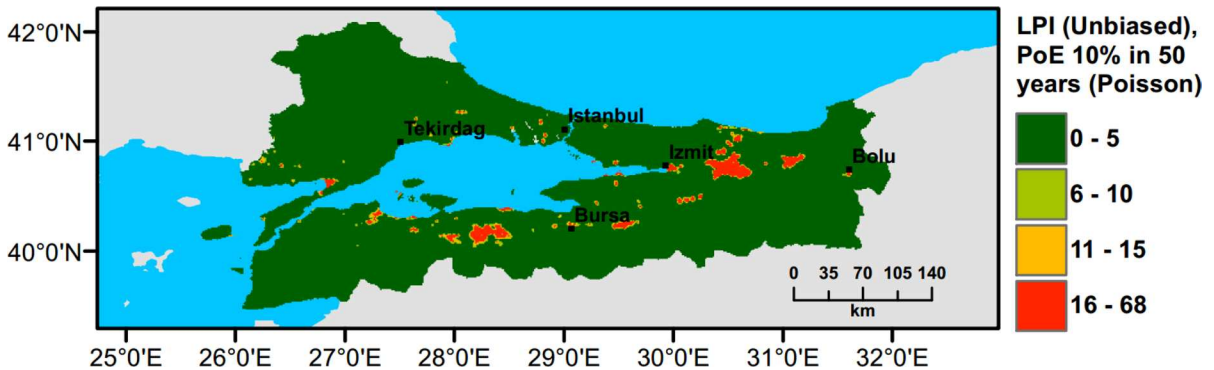 42°0'N
41°0'N
40°0'N
Istanbul
Tekirdag
Izmit
Bolu
Bursa
0 35 70 105 140
km
25°0'E 26°0'E 27°0'E 28°0'E 29°0'E 30°0'E 31°0'E 32°0'E
LPI (Unbiased),
PoE 10% in 50
years (Poisson)
0 - 5
6 - 10
11 - 15
16 - 68